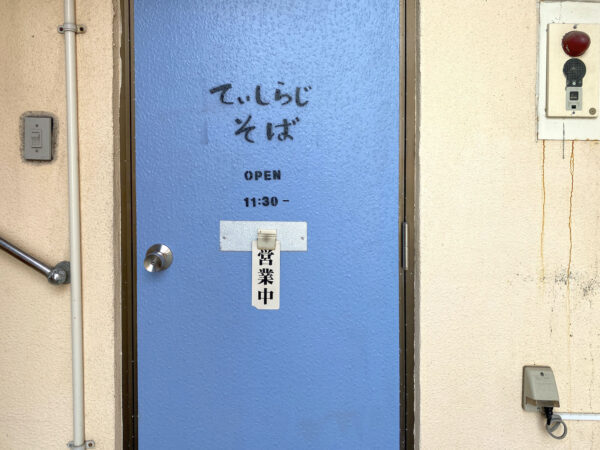 てぃしらじ
そば
OPEN
11:30 -
営業中